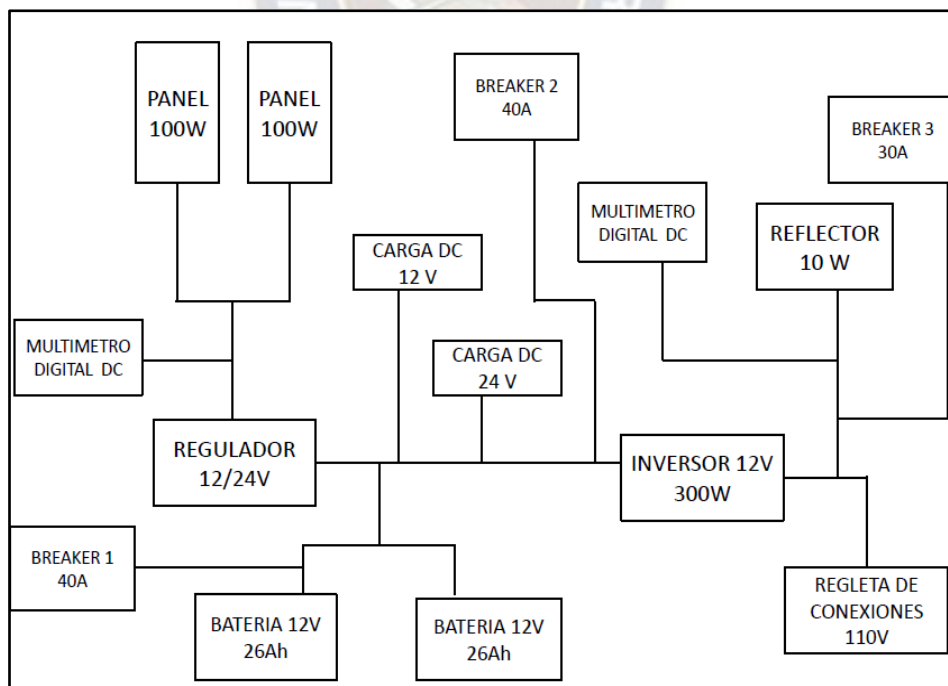 PANEL
100W
PANEL
100W
BREAKER 2
40A
BREAKER 3
30A
MULTIMETRO
DIGITAL DC
REFLECTOR
10 W
CARGA DC
12 V
MULTIMETRO
DIGITAL DC
CARGA DC
24 V
REGULADOR
12/24V
INVERSOR 12V
300W
BREAKER 1
40A
BATERIA 12V
26Ah
BATERIA 12V
26Ah
REGLETA DE
CONEXIONES
110V